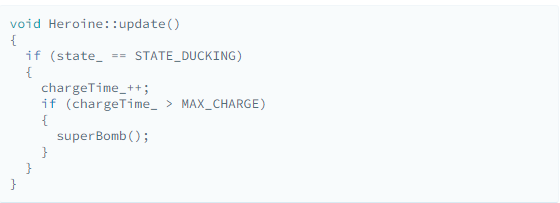 void Heroine::update()
{
  if (state_ == STATE_DUCKING)
  {
    chargeTime_++;
    if (chargeTime_ > MAX_CHARGE)
    {
      superBomb();
    }
  }
}